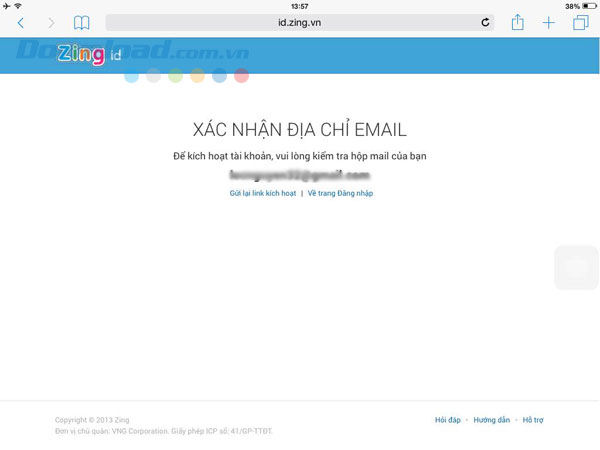 13:57
38%
id.zing.vn
Download.com.vn
Zing id
XÁC NHẬN ĐỊA CHỈ EMAIL
Để kích hoạt tài khoản, vui lòng kiểm tra hộp mail của bạn
@gmail.com
Gửi lại link kích hoạt | Về trang Đăng nhập
Copyright © 2013 Zing
Hỏi đáp • Hướng dẫn • Hỗ trợ
Đơn vị chủ quản: VNG Corporation. Giấy phép ICP số: 41/GP-TTĐT.